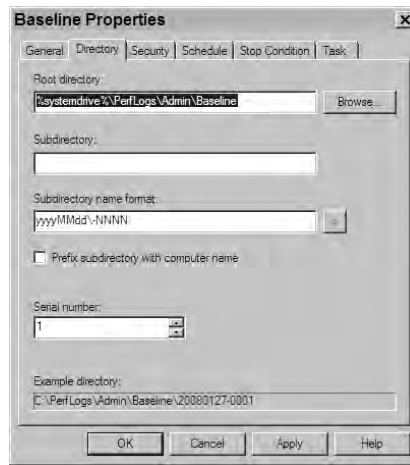 Baseline Properties
General Directory Security Schedule Stop Condition Task
Root directory:
%systemdrive%\PerfLogs\Admin\Baseline
Browse...
Subdirectory:
Subdirectory name format:
yyyyMMdd\-NNNN
Prefix subdirectory with computer name
Serial number:
1
Example directory:
C:\PerfLogs\Admin\Baseline\20080127-0001
OK Cancel Apply Help